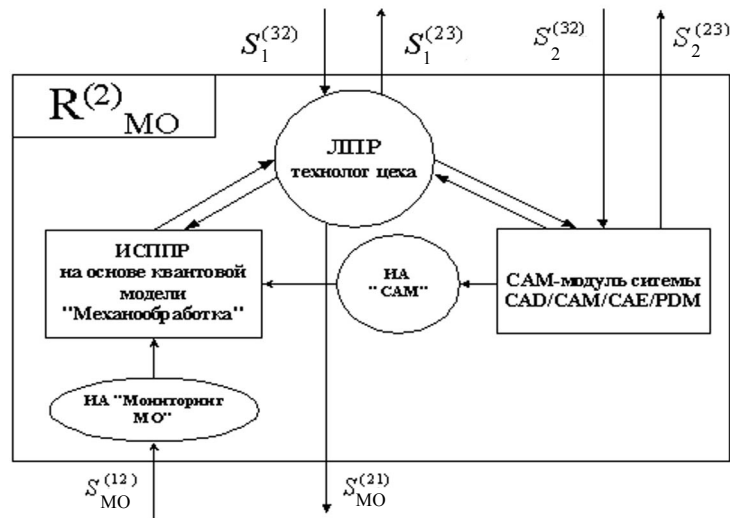 S₁⁽³²⁾ S₁⁽²³⁾ S₂⁽³²⁾ S₂⁽²³⁾
R⁽²⁾ MO
ЛПР
технолог цеха
ИСППР
на основе квантовой
модели
"Механообработка"
НА
"САМ"
САМ-модуль ситемы
CAD/CAM/CAE/PDM
НА "Мониторинг
МО"
S⁽¹²⁾ MO S⁽²¹⁾ MO